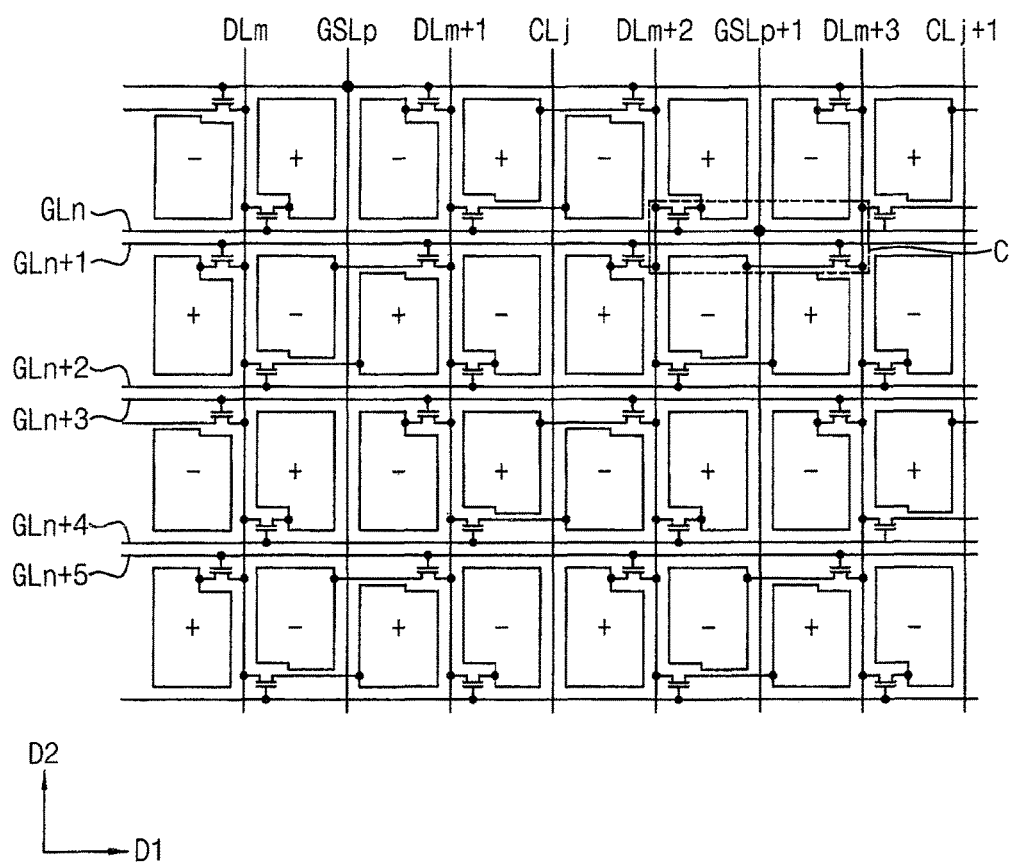 DLm GSLp DLm+1 CLj DLm+2 GSLp+1 DLm+3 CLj+1
- + - + - + - +
GLn
GLn+1
C
+ - + - + - + -
GLn+2
GLn+3
- + - + - + - +
GLn+4
GLn+5
+ - + - + - + -
D2
D1